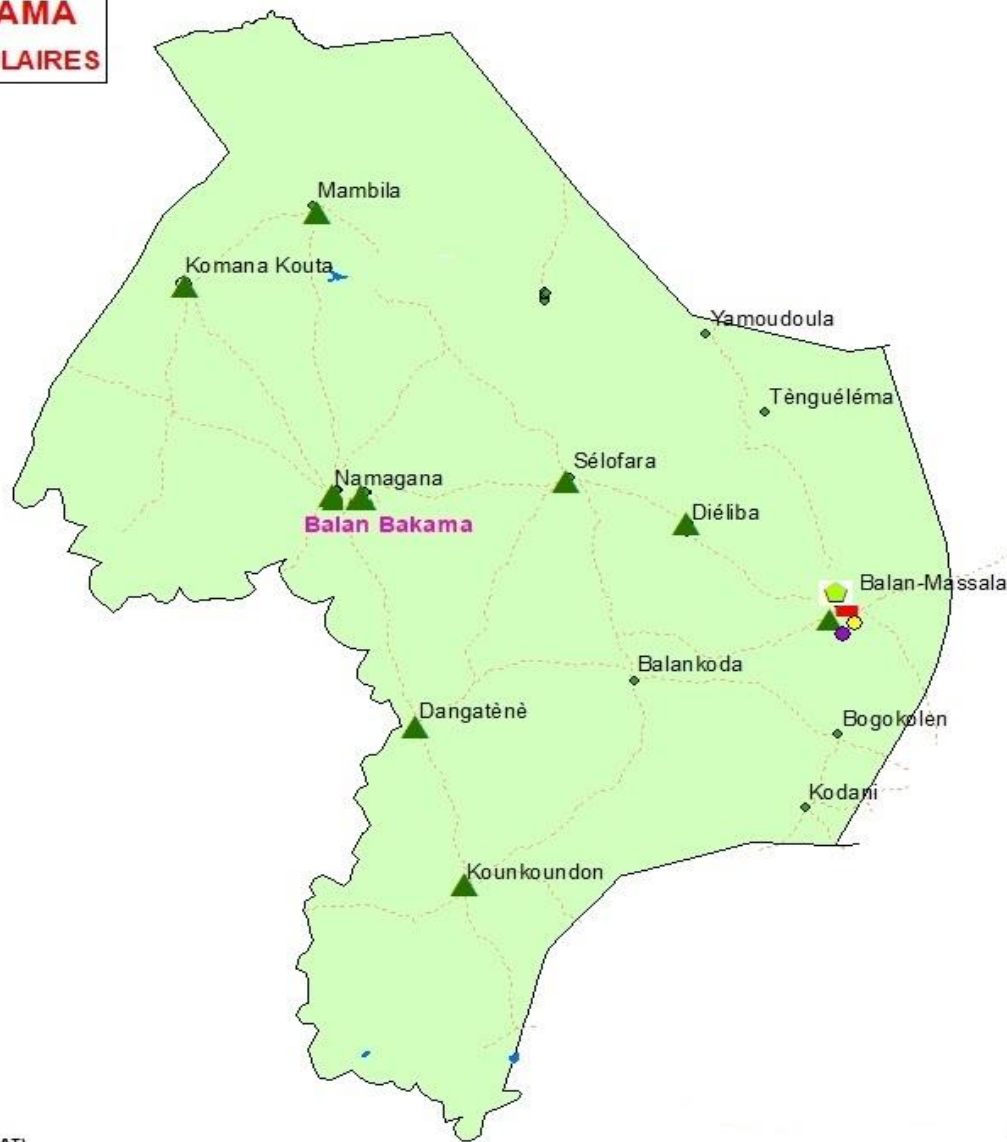 AMA
LAIRES
Mambila
Komana Kouta
Yamoudoula
Tènguéléma
Sélofara
Namagana
Diéliba
Balan Bakama
Balan-Massala
Balankoda
Dangatènè
Bogokolen
Kodani
Kounkoundon